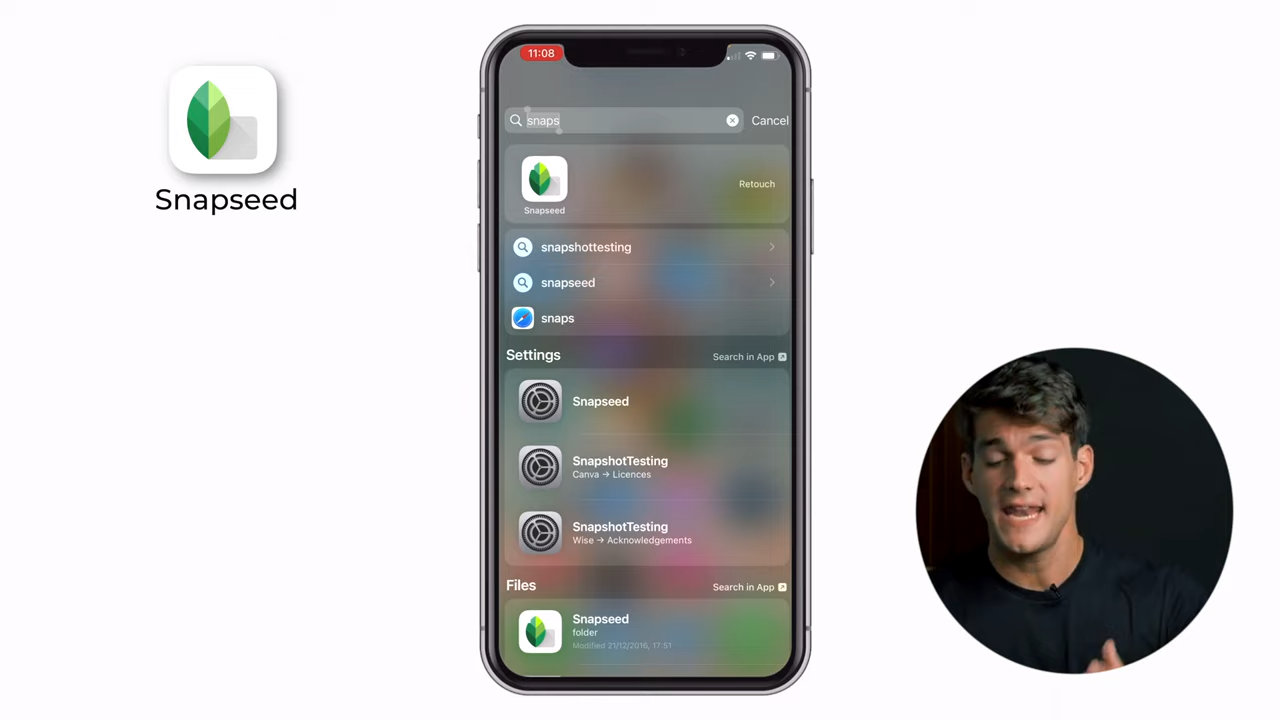 Snapseed
11:08
snaps
Cancel
Snapseed
Retouch
snapshottesting
snapseed
snaps
Settings
Search in App
Snapseed
SnapshotTesting
Canva → Licences
SnapshotTesting
Wise → Acknowledgements
Files
Search in App
Snapseed
folder
Modified 21/12/2016, 17:51